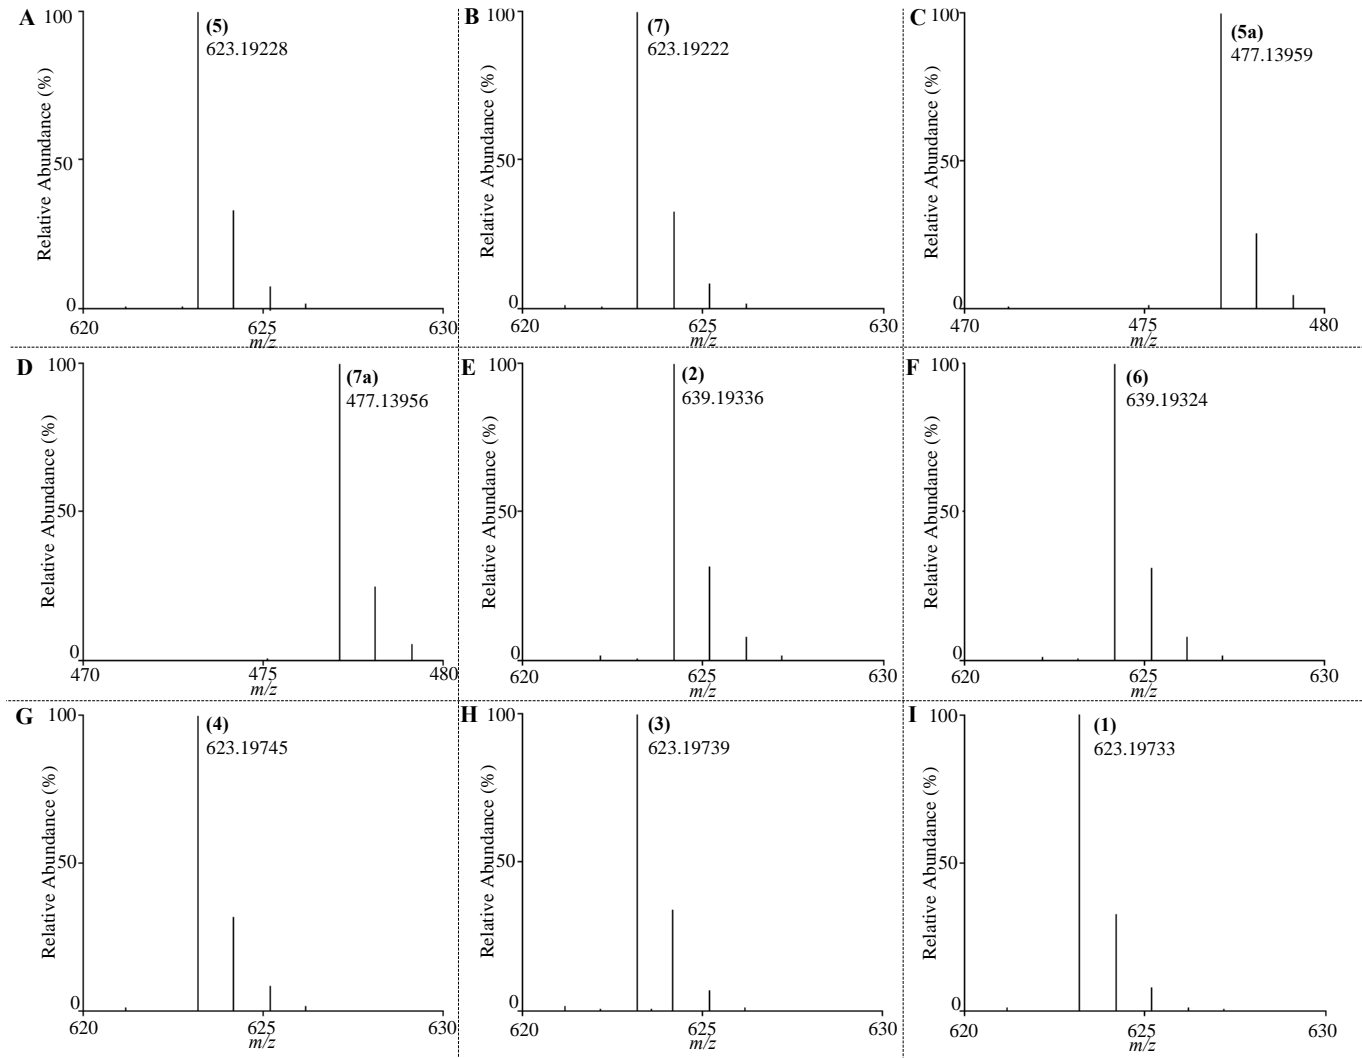 A
100
(5)
623.19228
Relative Abundance (%)
50
0
620
625
630
m/z
B
100
(7)
623.19222
Relative Abundance (%)
50
0
620
625
630
m/z
C
100
(5a)
477.13959
Relative Abundance (%)
50
0
470
475
480
m/z
D
100
(7a)
477.13956
Relative Abundance (%)
50
0
470
475
480
m/z
E
100
(2)
639.19336
Relative Abundance (%)
50
0
620
625
630
m/z
F
100
(6)
639.19324
Relative Abundance (%)
50
0
620
625
630
m/z
G
100
(4)
623.19745
Relative Abundance (%)
50
0
620
625
630
m/z
H
100
(3)
623.19739
Relative Abundance (%)
50
0
620
625
630
m/z
I
100
(1)
623.19733
Relative Abundance (%)
50
0
620
625
630
m/z